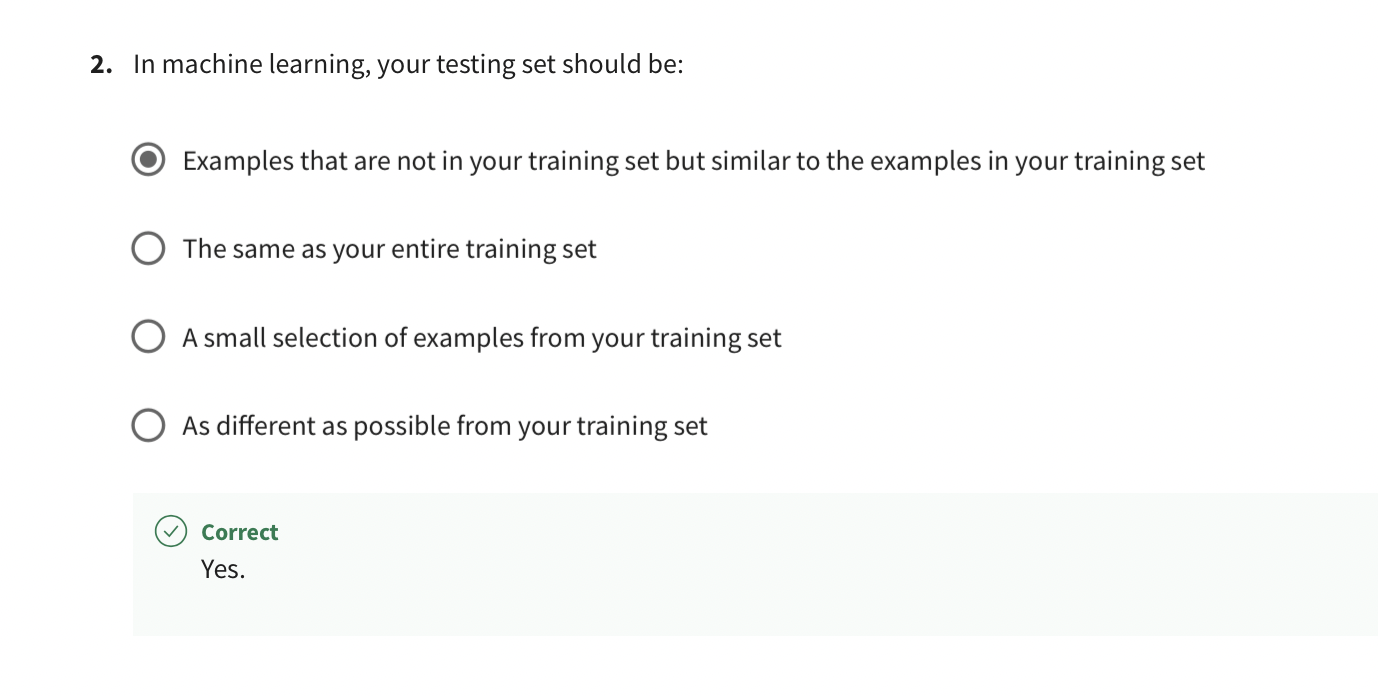 2. In machine learning, your testing set should be:
Examples that are not in your training set but similar to the examples in your training set
The same as your entire training set
A small selection of examples from your training set
As different as possible from your training set
Correct
Yes.